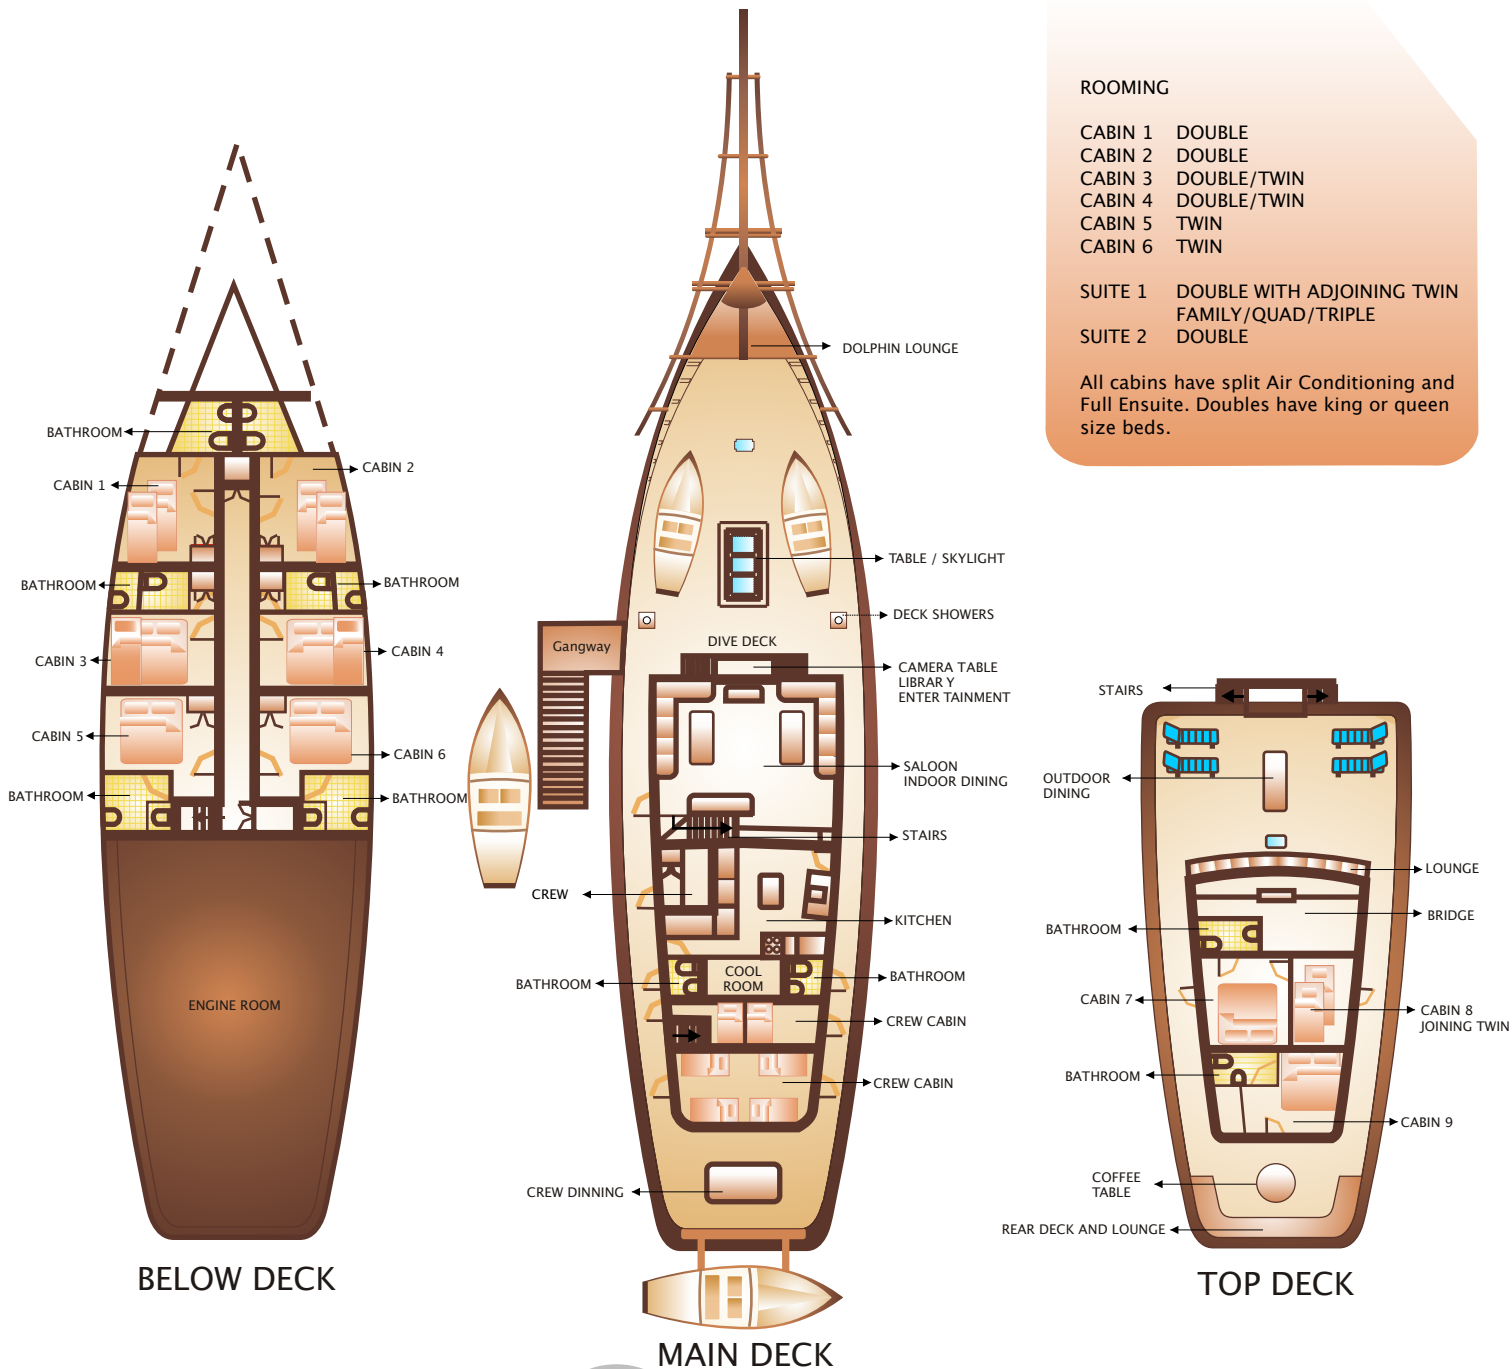 ROOMING
CABIN 1 DOUBLE
CABIN 2 DOUBLE
CABIN 3 DOUBLE/TWIN
CABIN 4 DOUBLE/TWIN
CABIN 5 TWIN
CABIN 6 TWIN
SUITE 1 DOUBLE WITH ADJOINING TWIN
FAMILY/QUAD/TRIPLE
SUITE 2 DOUBLE
All cabins have split Air Conditioning and
Full Ensuite. Doubles have king or queen
size beds.
BATHROOM
CABIN 2
CABIN 1
BATHROOM
BATHROOM
CABIN 3
CABIN 4
CABIN 5
CABIN 6
BATHROOM
BATHROOM
ENGINE ROOM
BELOW DECK
DOLPHIN LOUNGE
TABLE / SKYLIGHT
DECK SHOWERS
DIVE DECK
Gangway
CAMERA TABLE
LIBRAR Y
ENTER TAINMENT
SALOON
INDOOR DINING
STAIRS
CREW
KITCHEN
BATHROOM
COOL
ROOM
BATHROOM
CREW CABIN
CREW CABIN
CREW DINNING
MAIN DECK
STAIRS
OUTDOOR
DINING
LOUNGE
BRIDGE
BATHROOM
CABIN 7
CABIN 8
JOINING TWIN
BATHROOM
CABIN 9
COFFEE
TABLE
REAR DECK AND LOUNGE
TOP DECK